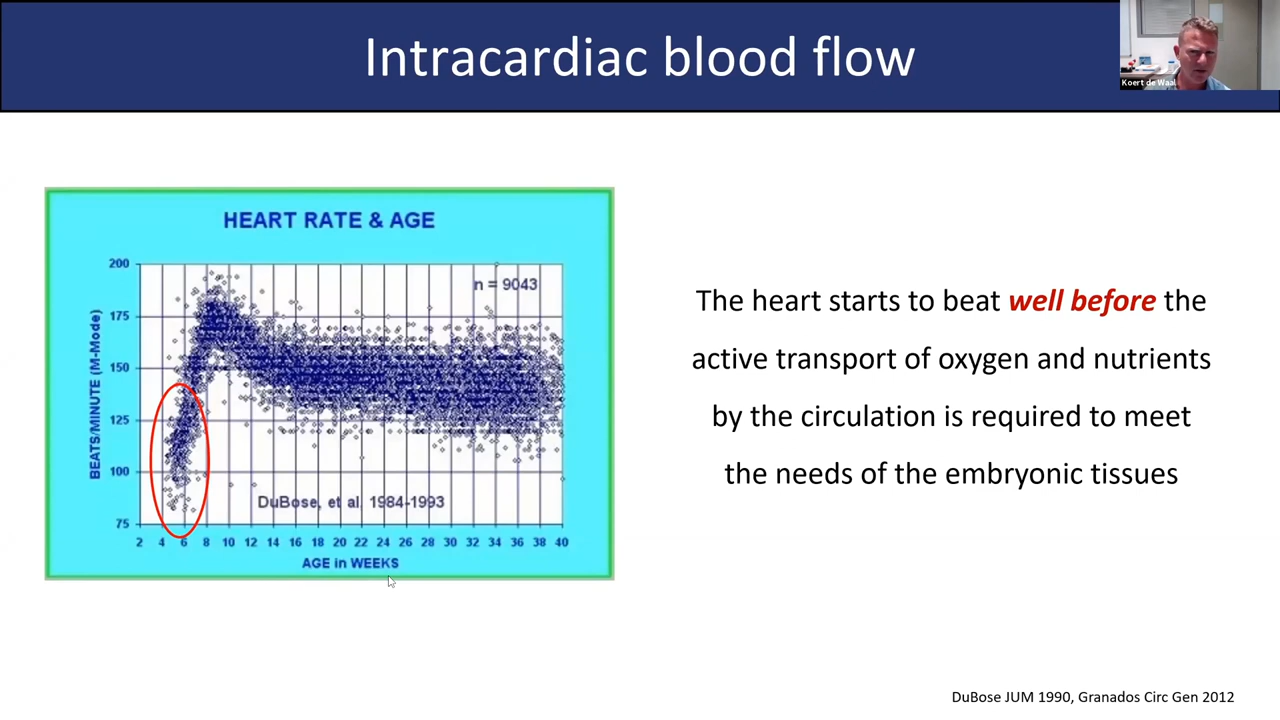 Intracardiac blood flow
Koert de Waal
HEART RATE & AGE
200
175
150
125
100
75
BEATS/MINUTE (M-Mode)
n = 9043
DuBose, et al, 1984-1993
2 4 6 8 10 12 14 16 18 20 22 24 26 28 30 32 34 36 38 40
AGE in WEEKS
The heart starts to beat well before the
active transport of oxygen and nutrients
by the circulation is required to meet
the needs of the embryonic tissues
DuBose JUM 1990, Granados Circ Gen 2012